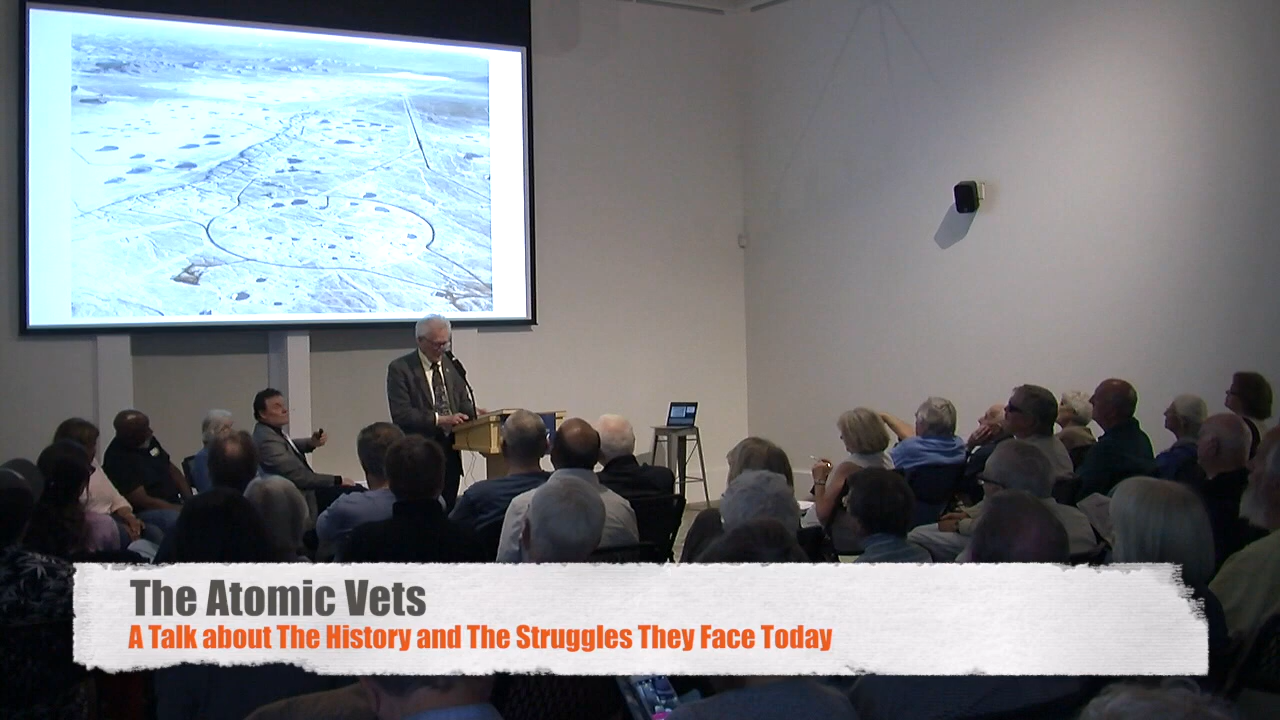 The Atomic Vets
A Talk about The History and The Struggles They Face Today